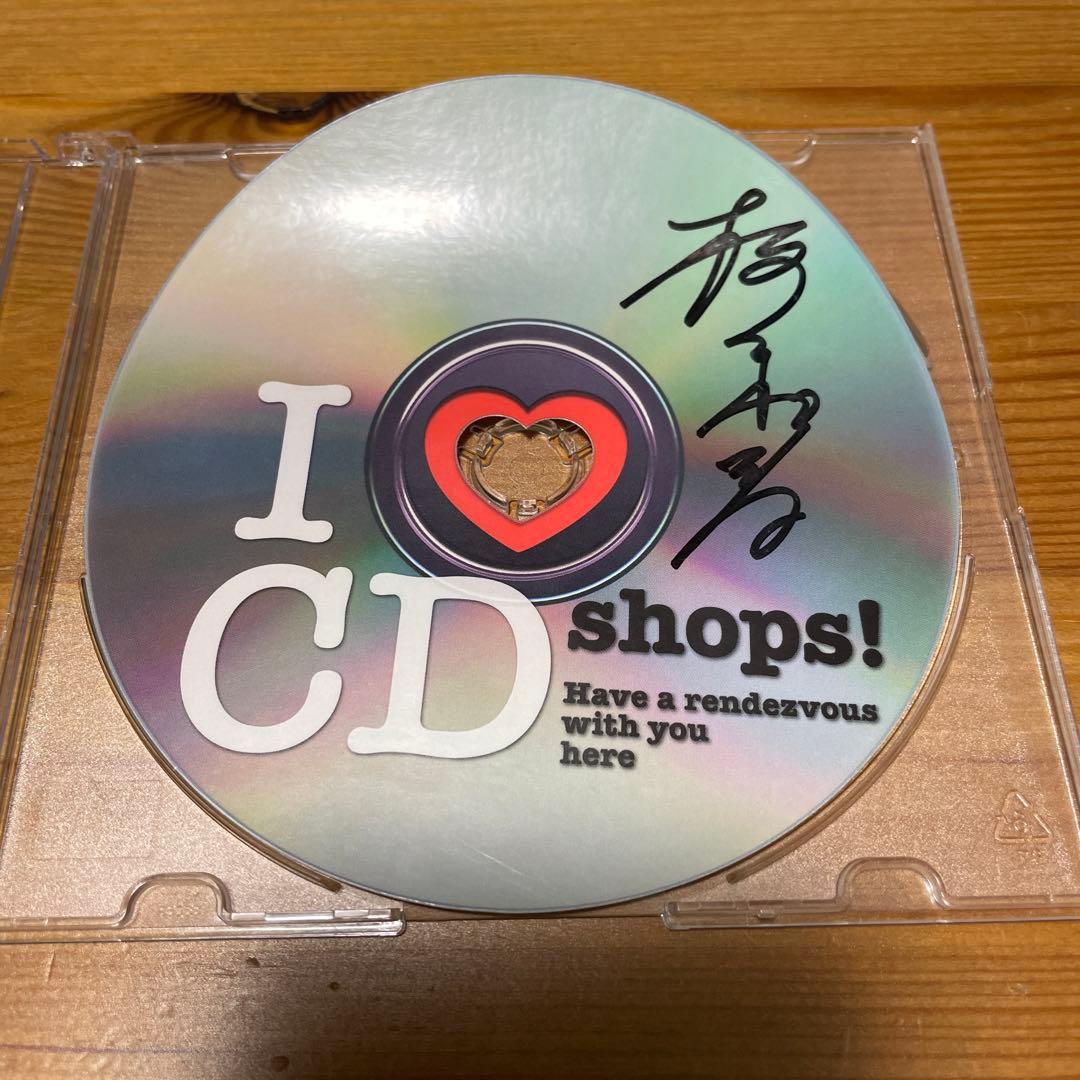 I
CD
shops!
Have a rendezvous
with you
here